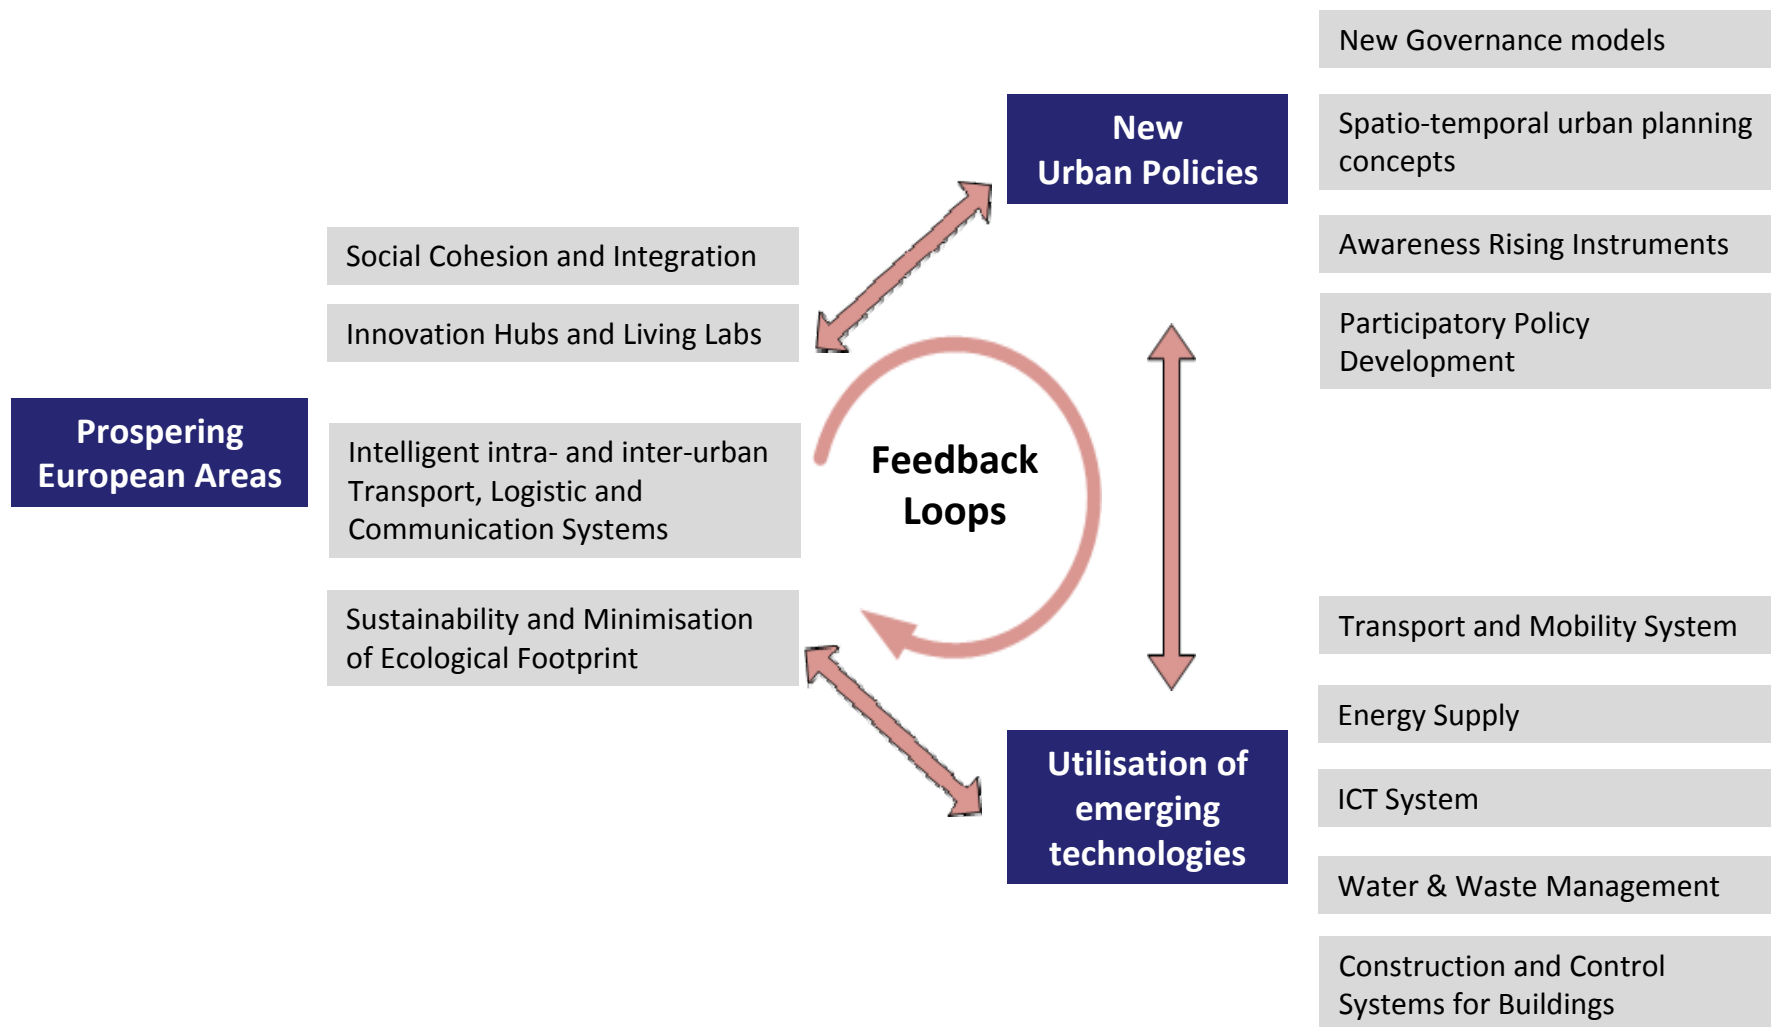 Prospering
European Areas
Social Cohesion and Integration
Innovation Hubs and Living Labs
Intelligent intra- and inter-urban
Transport, Logistic and
Communication Systems
Sustainability and Minimisation
of Ecological Footprint
Feedback
Loops
New
Urban Policies
New Governance models
Spatio-temporal urban planning
concepts
Awareness Rising Instruments
Participatory Policy
Development
Utilisation of
emerging
technologies
Transport and Mobility System
Energy Supply
ICT System
Water & Waste Management
Construction and Control
Systems for Buildings